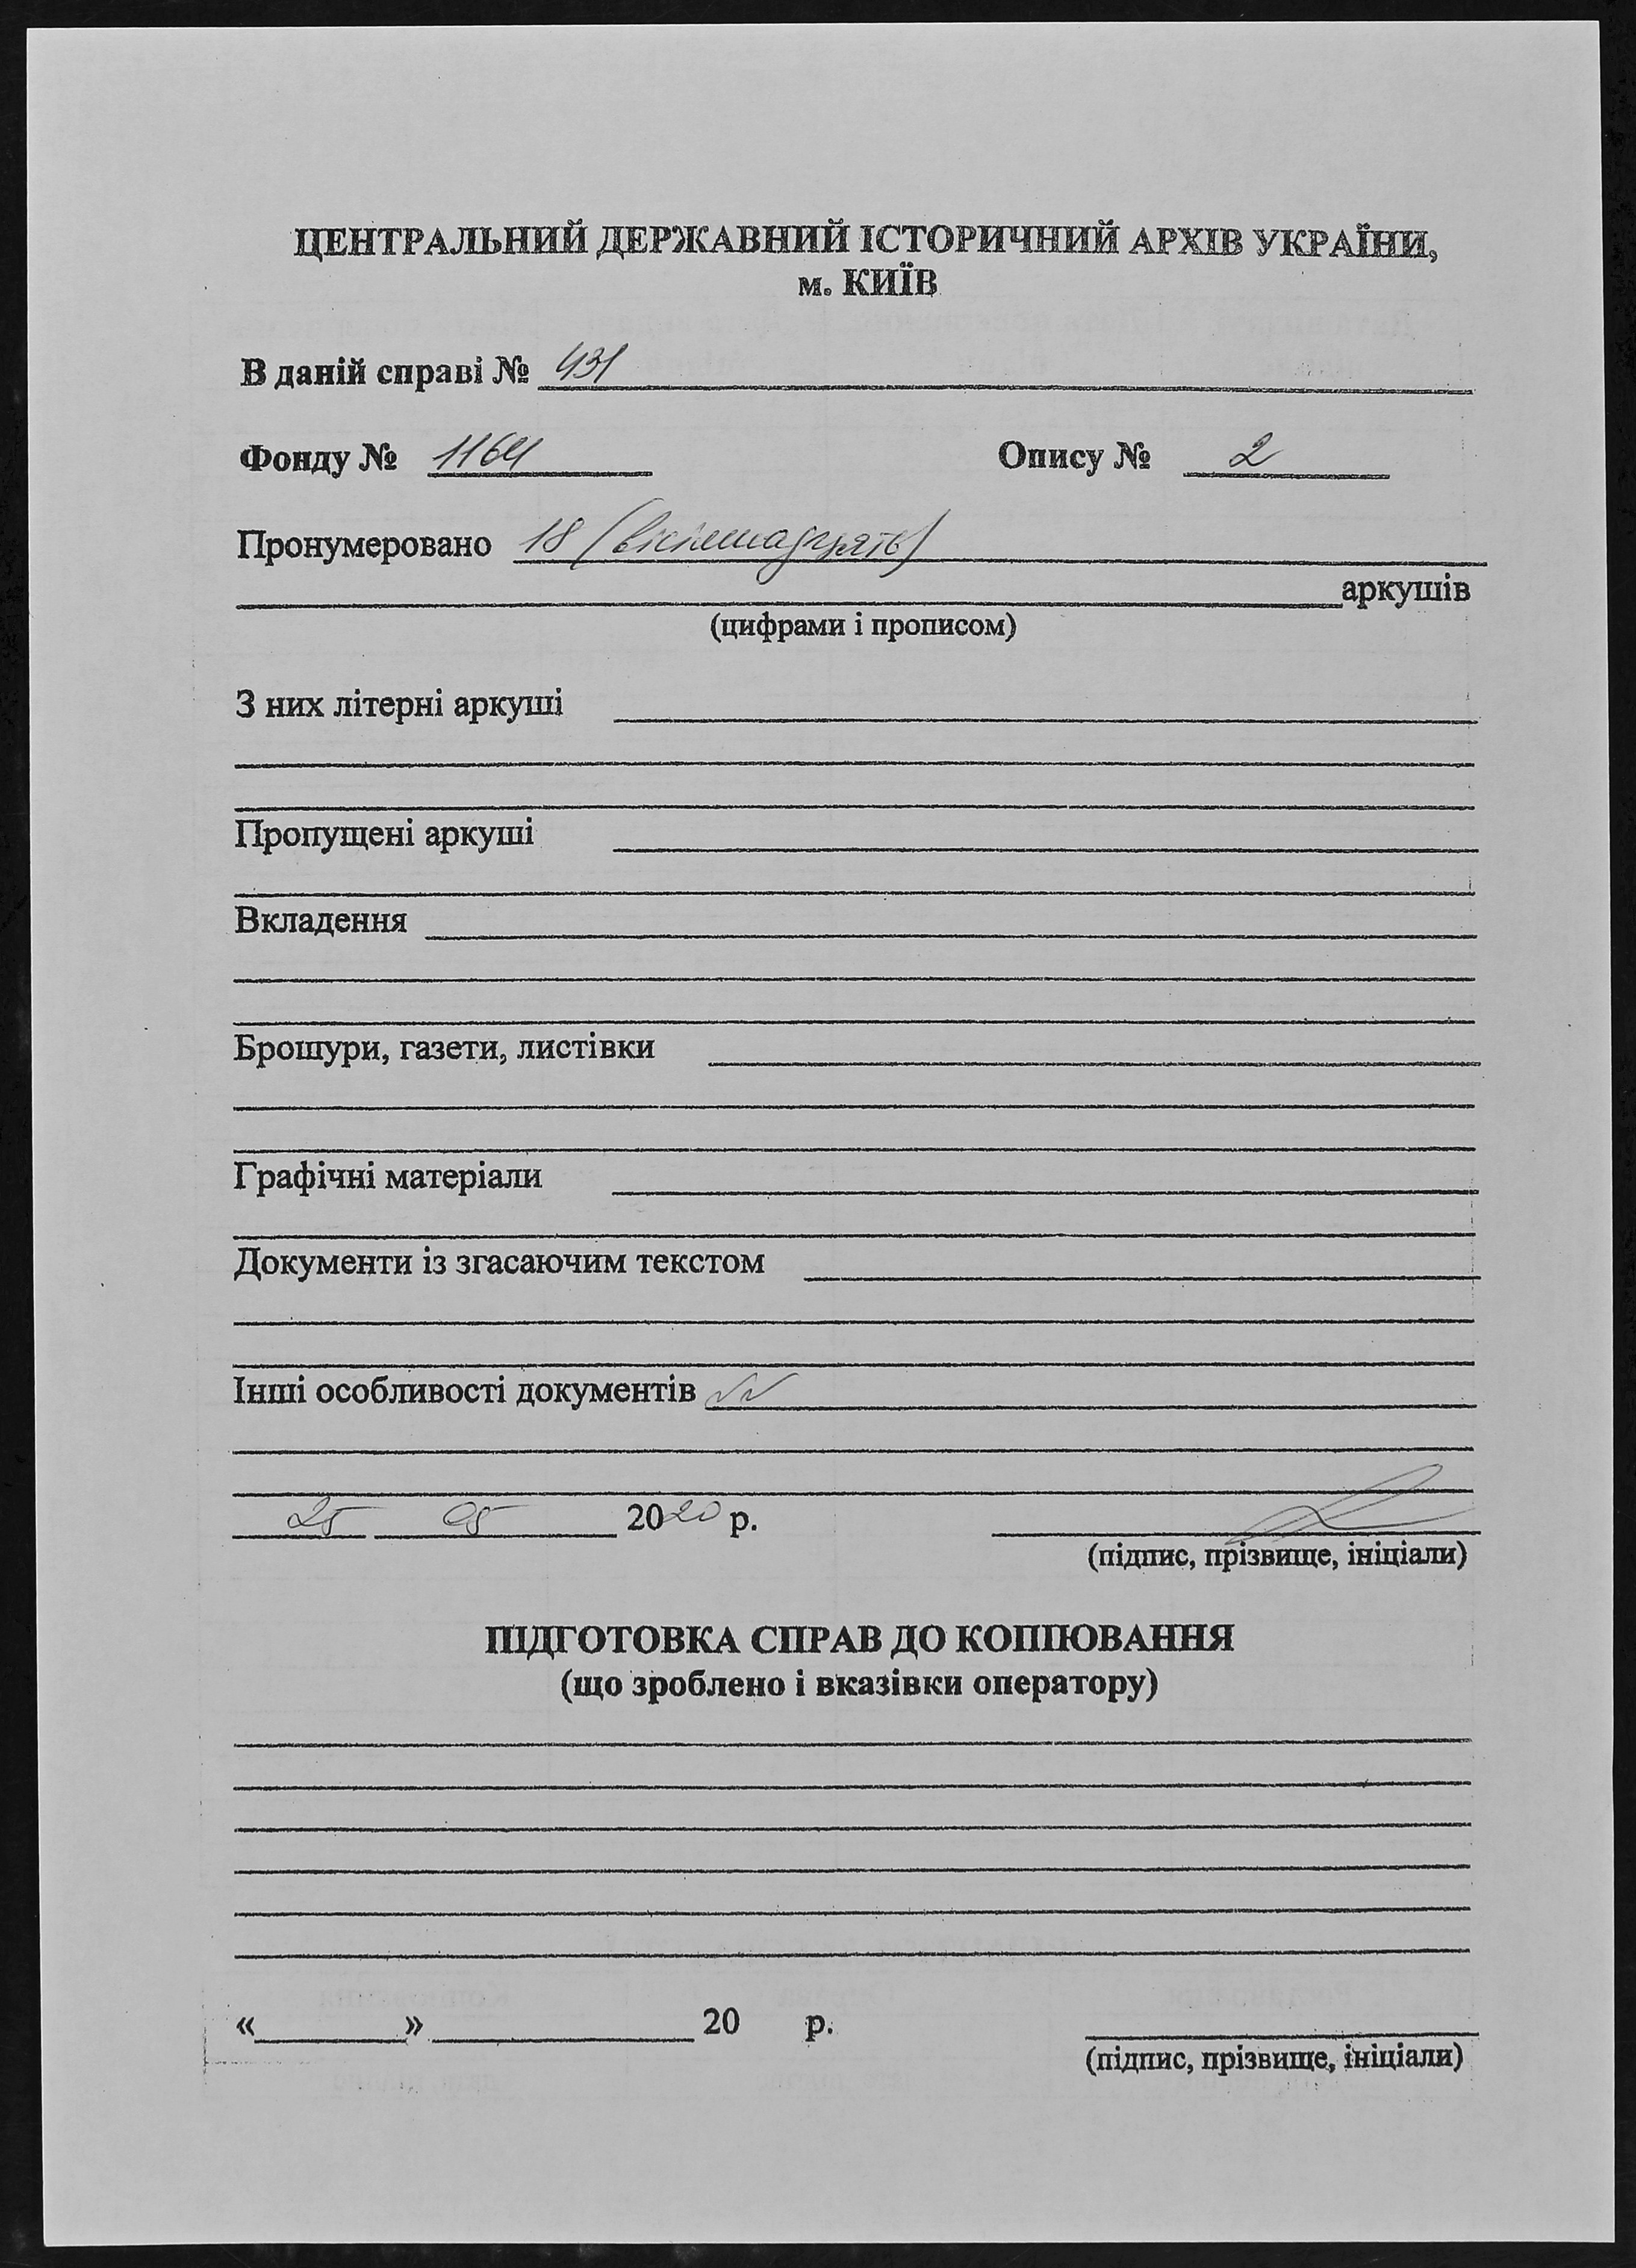 ЦЕНТРАЛЬНИЙ ДЕРЖАВНИЙ ІСТОРИЧНИЙ АРХІВ УКРАЇНИ,
м. КИЇВ
В даній справі № 431
Фонду № 1164 Опису № 2
Пронумеровано 18 (вісімнадцять)
аркушів
(цифрами і прописом)
З них літерні аркуші
Пропущені аркуші
Вкладення
Брошури, газети, листівки
Графічні матеріали
Документи із згасаючим текстом
Інші особливості документів
25 05 2020 р.
(підпис, прізвище, ініціали)
ПІДГОТОВКА СПРАВ ДО КОПІЮВАННЯ
(що зроблено і вказівки оператору)
« » 20 р.
(підпис, прізвище, ініціали)